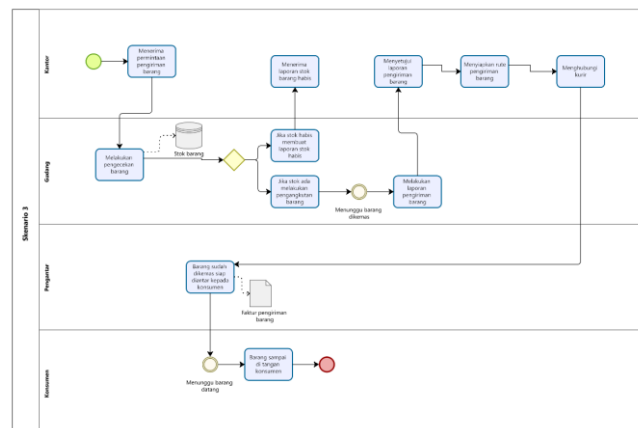 Skenario 3
Kantor
Menerima
permintaan
pengiriman
barang
Menerima
laporan stok
barang habis
Menyetujui
laporan
pengiriman
barang
Menyiapkan rute
pengiriman
barang
Menghubungi
kurir
Gudang
Melakukan
pengecekan
barang
Stok barang
Jika stok habis
membuat
laporan stok
habis
Jika stok ada
melakukan
pengangkutan
barang
Menunggu barang
dikemas
Melakukan
laporan
pengiriman
barang
Pengantar
Barang sudah
dikemas siap
diantar kepada
konsumen
Faktur pengiriman
barang
Konsumen
Menunggu barang
datang
Barang sampai
di tangan
konsumen